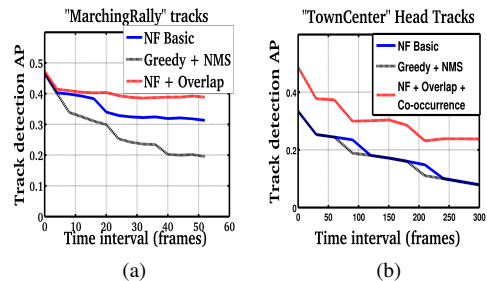 "MarchingRally" tracks
NF Basic
Greedy + NMS
NF + Overlap
Track detection AP
0.5
0.4
0.3
0.2
0.1
0
0 10 20 30 40 50 60
Time interval (frames)
(a)
"TownCenter" Head Tracks
NF Basic
Greedy + NMS
NF + Overlap +
Co-occurrence
Track detection AP
0.4
0.2
0
0 50 100 150 200 250 300
Time interval (frames)
(b)